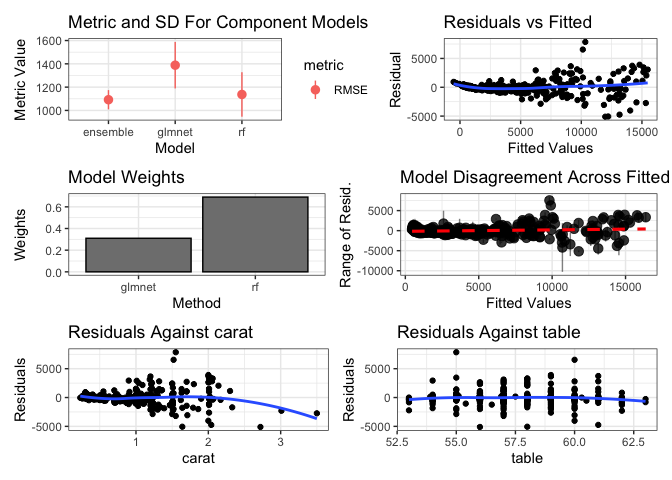 Metric and SD For Component Models
Metric Value
1600
1400
1200
1000
ensemble glmnet rf
Model
metric
RMSE
Residuals vs Fitted
Residual
5000
0
-5000
0 5000 10000 15000
Fitted Values
Model Weights
Weights
0.6
0.4
0.2
0.0
glmnet rf
Method
Model Disagreement Across Fitted
Range of Resid.
5000
0
-5000
-10000
0 5000 10000 15000
Fitted Values
Residuals Against carat
Residuals
5000
0
-5000
1 2 3
carat
Residuals Against table
Residuals
5000
0
-5000
52.5 55.0 57.5 60.0 62.5
table